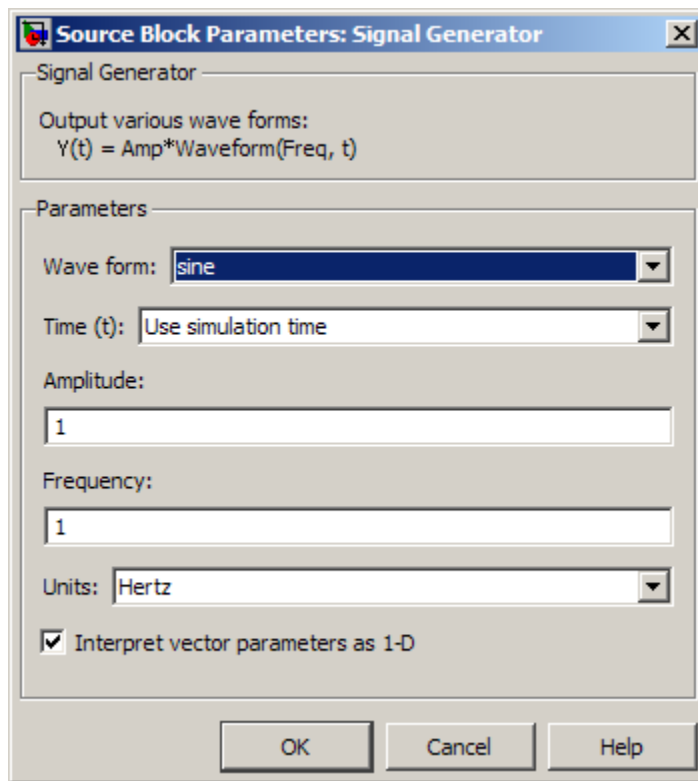 Source Block Parameters: Signal Generator
Signal Generator
Output various wave forms:
Y(t) = Amp*Waveform(Freq, t)
Parameters
Wave form: sine
Time (t): Use simulation time
Amplitude:
1
Frequency:
1
Units: Hertz
Interpret vector parameters as 1-D
OK Cancel Help